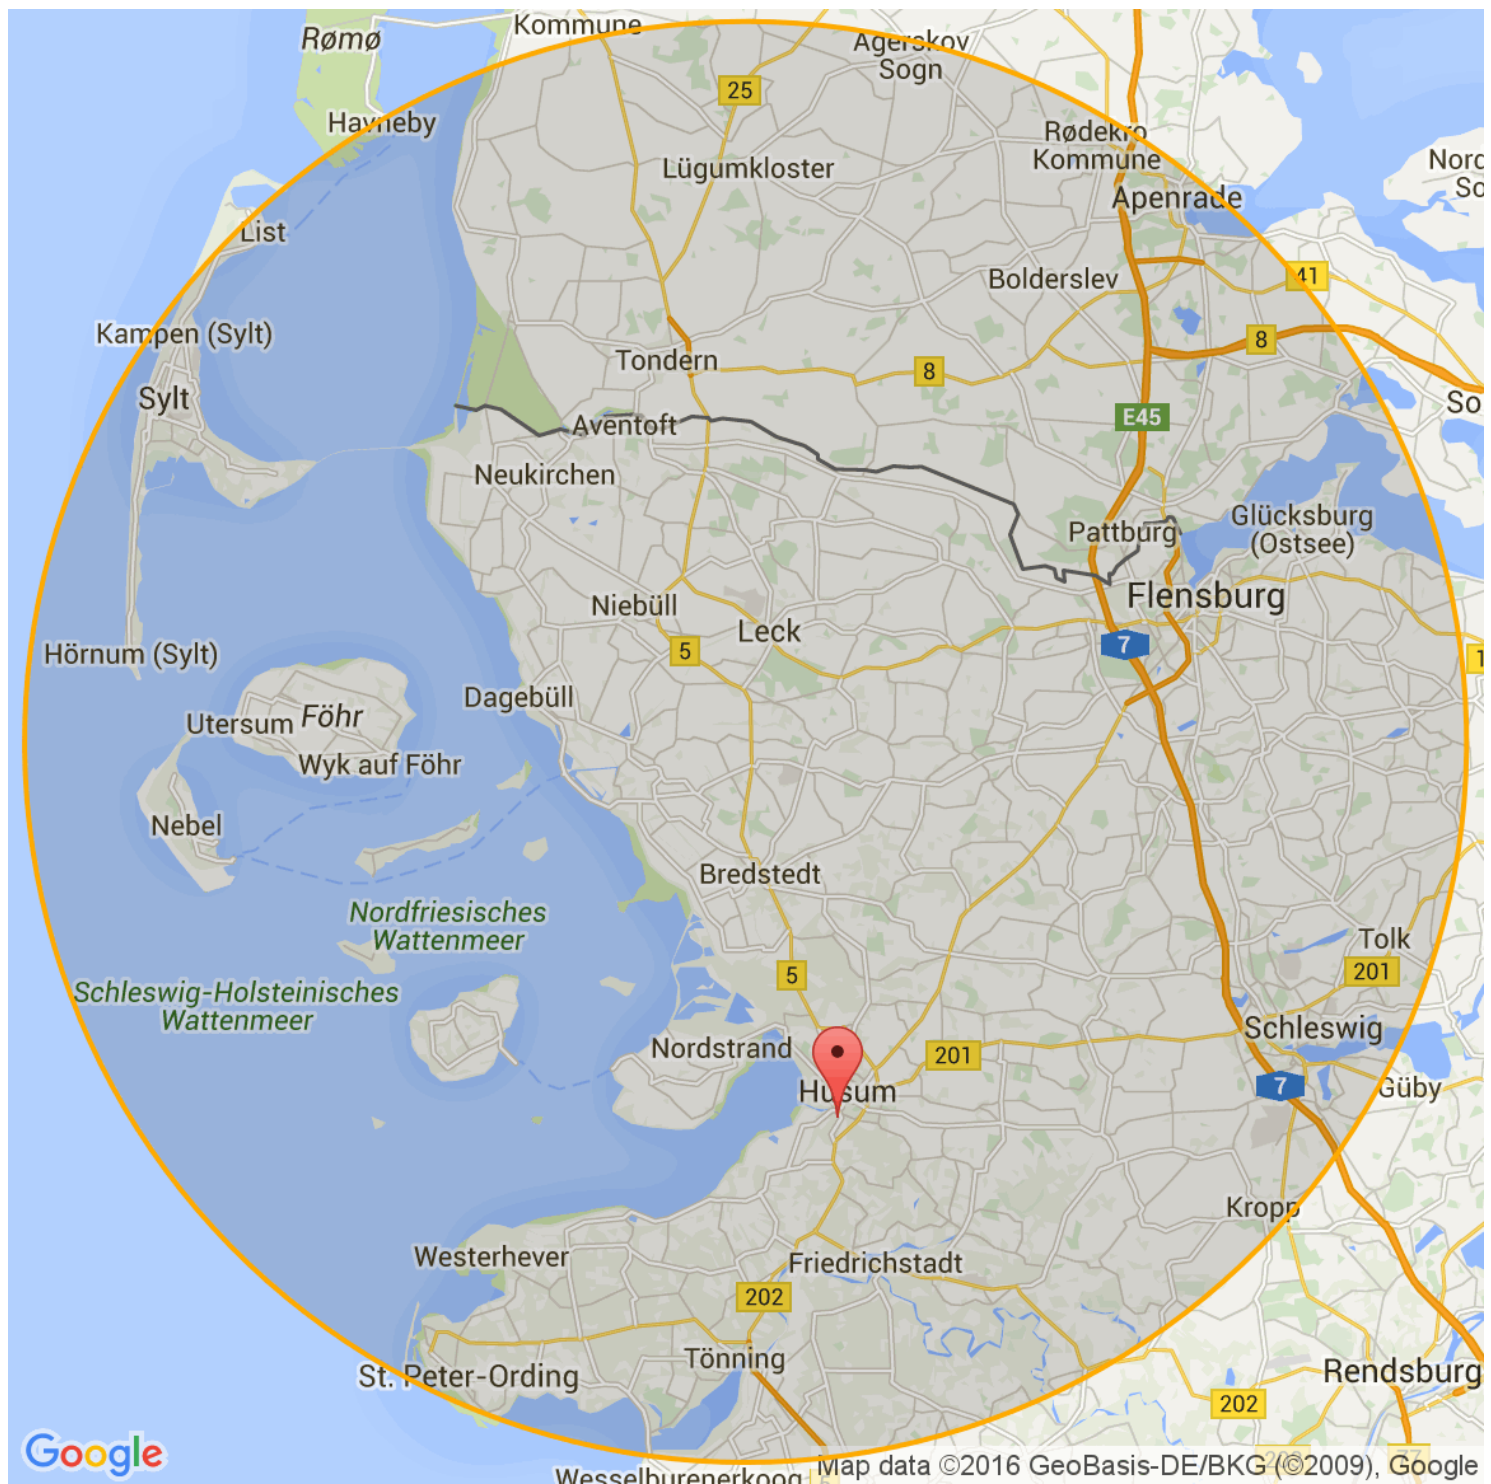 Kommune
Rømø
Agerskov
Sogn
25
Havneby
Rødekro
Kommune
Lügumkloster
Apenrade
List
Bolderslev
41
Kampen (Sylt)
8
Tondern
8
Sylt
E45
Aventoft
Neukirchen
Glücksburg
(Ostsee)
Pattburg
Flensburg
Niebüll
Leck
7
5
Hörnum (Sylt)
Dagebüll
Utersum
Föhr
Wyk auf Föhr
Nebel
Bredstedt
Nordfriesisches
Wattenmeer
Tolk
201
5
Schleswig-Holsteinisches
Wattenmeer
Schleswig
Nordstrand
201
7
Husum
Güby
Kropp
Westerhever
Friedrichstadt
202
Tönning
St. Peter-Ording
Rendsburg
202
Google
Wesselburenerkoog
Map data ©2016 GeoBasis-DE/BKG (©2009), Google